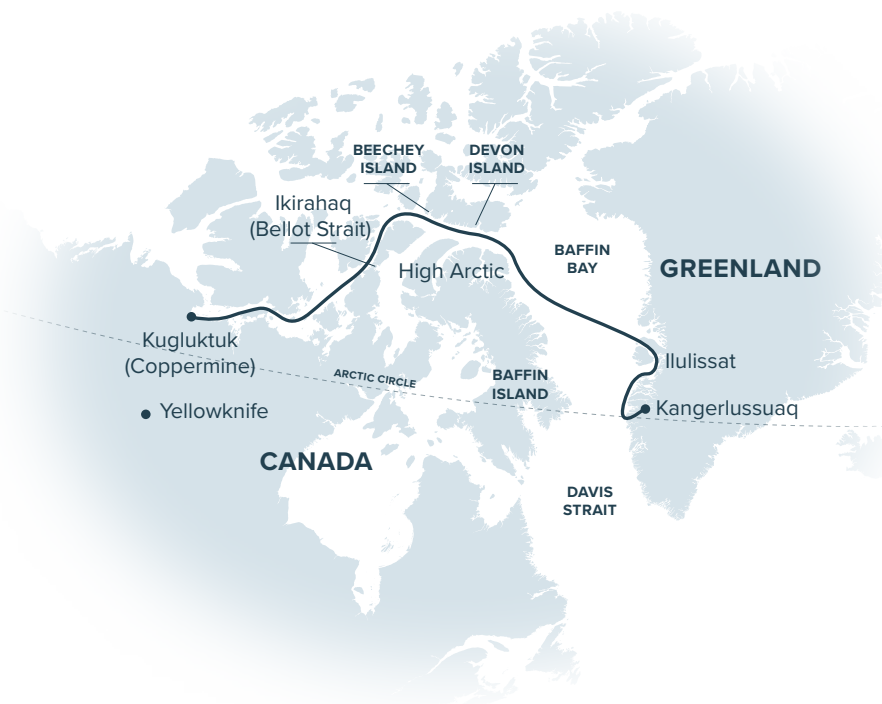 BEECHEY
ISLAND
DEVON
ISLAND
Ikirahaq
(Bellot Strait)
High Arctic
BAFFIN
BAY
GREENLAND
Kugluktuk
(Coppermine)
ARCTIC CIRCLE
BAFFIN
ISLAND
Ilulissat
Yellowknife
Kangerlussuaq
CANADA
DAVIS
STRAIT